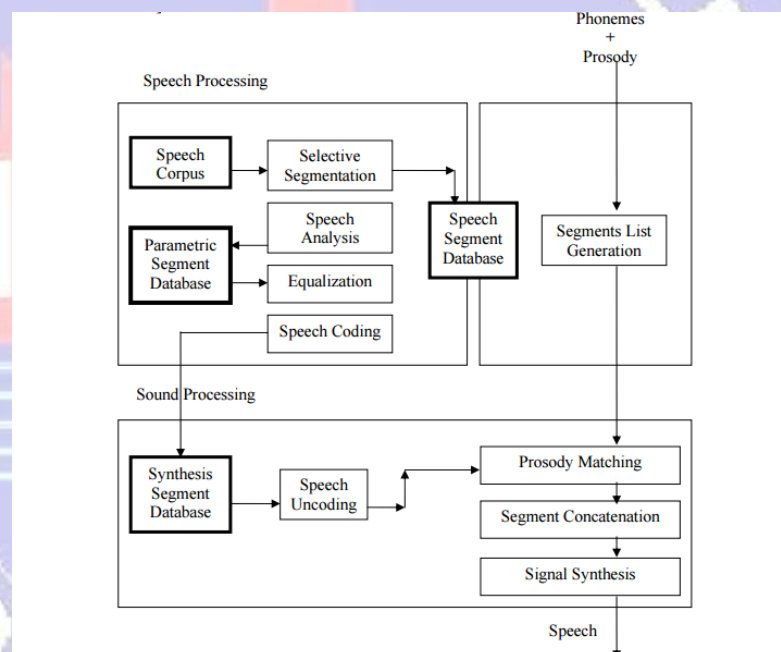 Phonemes
+
Prosody
Speech Processing
Speech
Corpus
Selective
Segmentation
Speech
Analysis
Parametric
Segment
Database
Equalization
Speech Coding
Speech
Segment
Database
Segments List
Generation
Sound Processing
Synthesis
Segment
Database
Speech
Uncoding
Prosody Matching
Segment Concatenation
Signal Synthesis
Speech